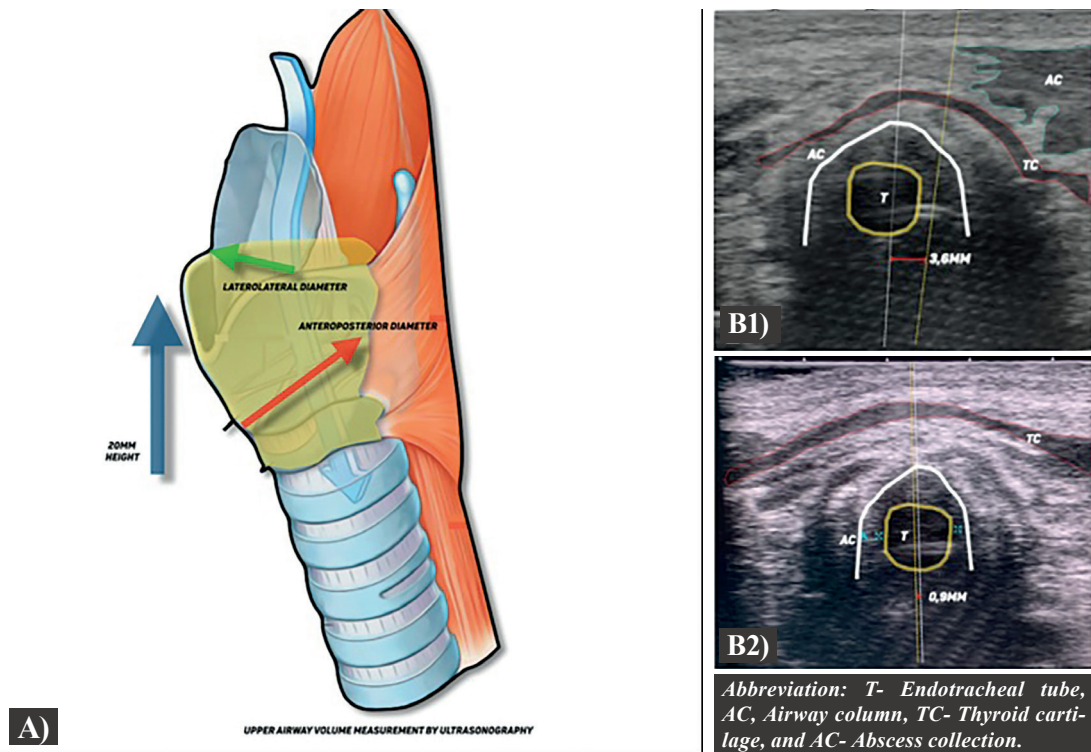 LATEROLATERAL DIAMETER
ANTEROPOSTERIOR DIAMETER
20MM
HEIGHT
UPPER AIRWAY VOLUME MEASUREMENT BY ULTRASONOGRAPHY
A)
AC
AC
TC
T
3,6MM
B1)
TC
AC
T
0,9MM
B2)
Abbreviation: T- Endotracheal tube,
AC, Airway column, TC- Thyroid carti-
lage, and AC- Abscess collection.